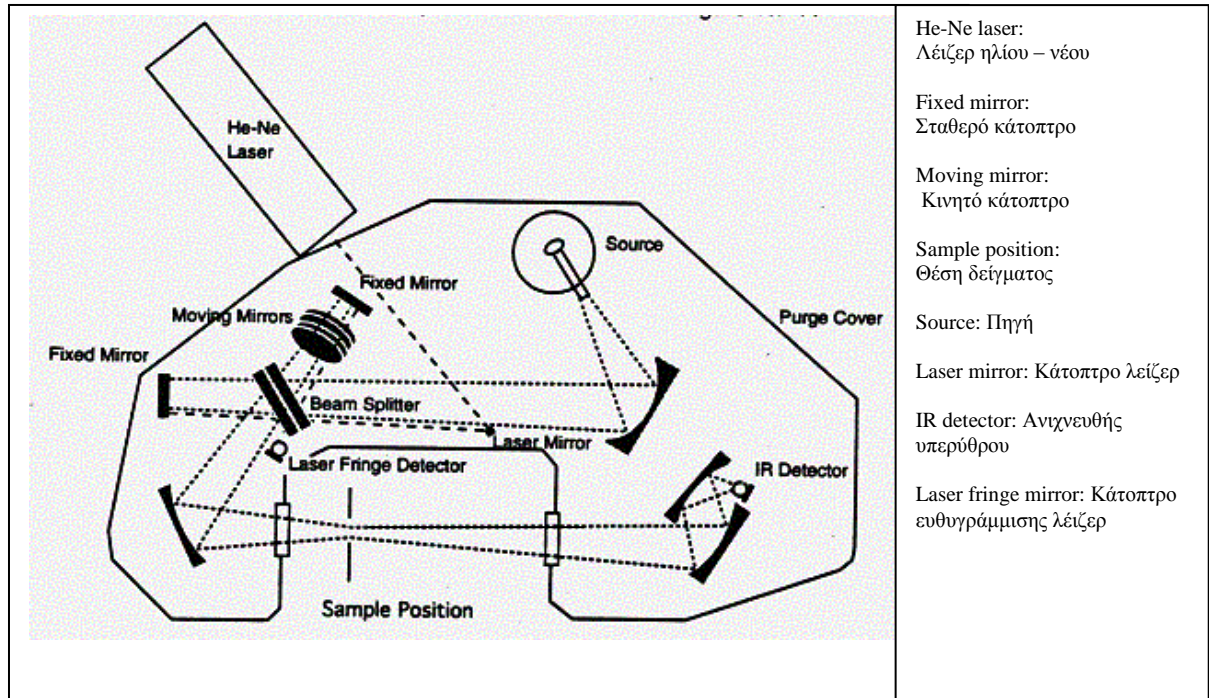 He-Ne
Laser
Source
Fixed Mirror
Moving Mirrors
Purge Cover
Fixed Mirror
Beam Splitter
Laser Mirror
Laser Fringe Detector
IR Detector
Sample Position
He-Ne laser:
Λέιζερ ηλίου – νέου
Fixed mirror:
Σταθερό κάτοπτρο
Moving mirror:
Κινητό κάτοπτρο
Sample position:
Θέση δείγματος
Source: Πηγή
Laser mirror: Κάτοπτρο λείζερ
IR detector: Ανιχνευθής
υπερύθρου
Laser fringe mirror: Κάτοπτρο
ευθυγράμμισης λέιζερ